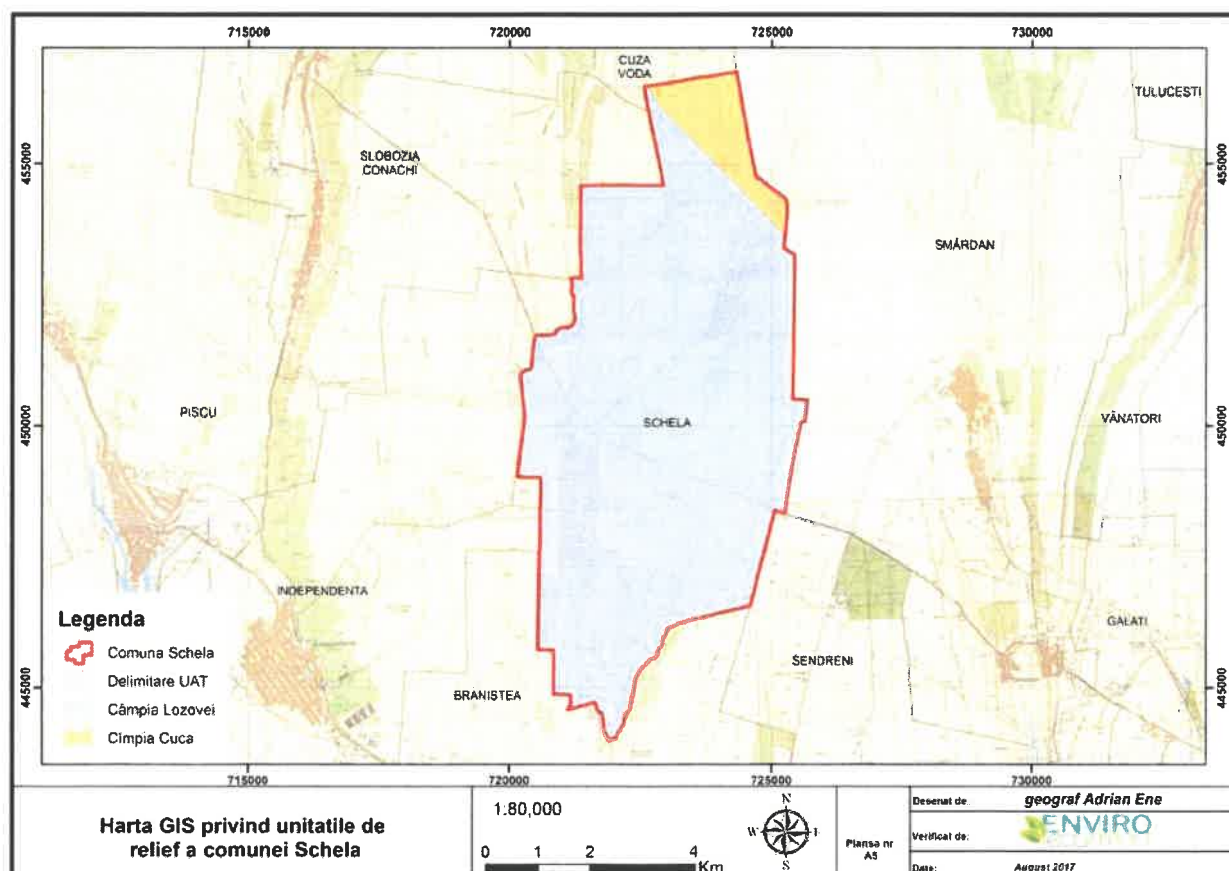 715000 720000 725000 730000
CUZA
VODA
TULUCESTI
SLOBOZIA
CONACHI
455000 455000
SMÂRDAN
PISCU
SCHELA
VÂNATORI
450000 450000
INDEPENDENTA
GALATI
SENDRENI
BRANISTEA
445000 445000
Legenda
Comuna Schela
Delimitare UAT
Câmpia Lozovei
Cîmpia Cuca
715000 720000 725000 730000
Harta GIS privind unitatile de
relief a comunei Schela
1:80,000
0 1 2 4
Km
N
W E
S
Plansa nr
A5
Desenat de: geograf Adrian Ene
Verificat de: ENVIRO
Data: August 2017